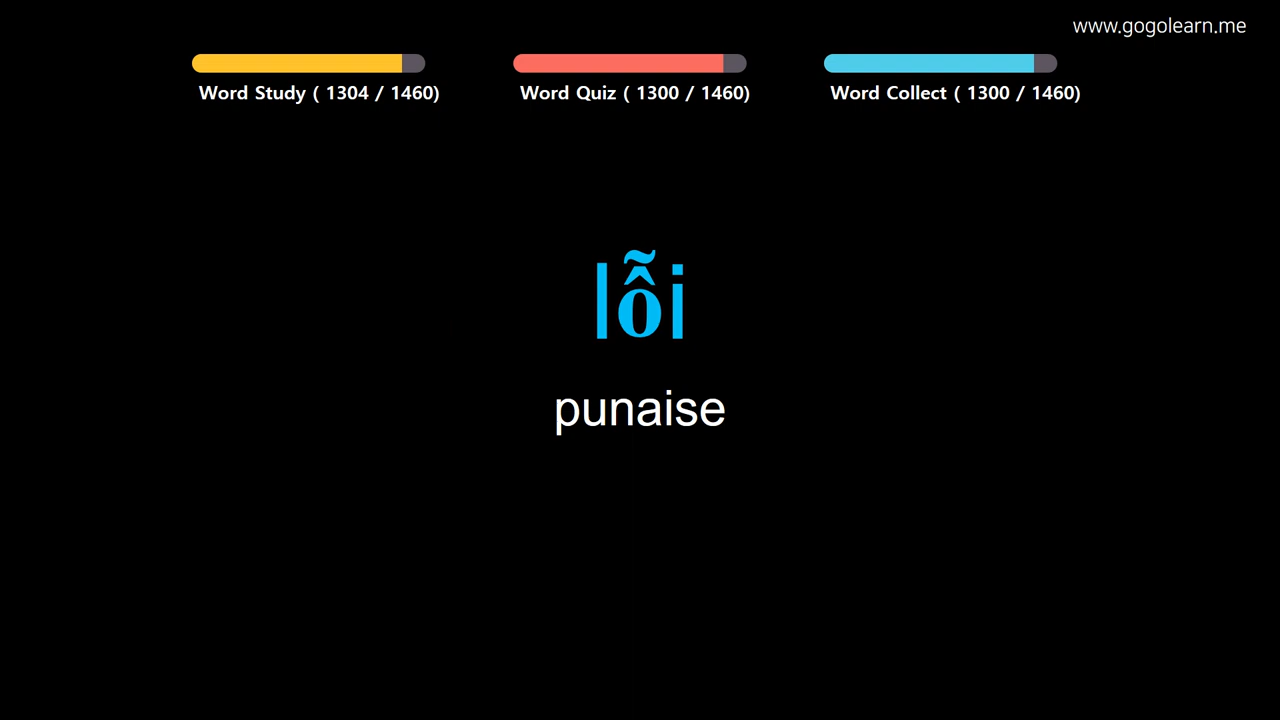 www.gogolearn.me
Word Study ( 1304 / 1460)
Word Quiz ( 1300 / 1460)
Word Collect ( 1300 / 1460)
lỗi
punaise